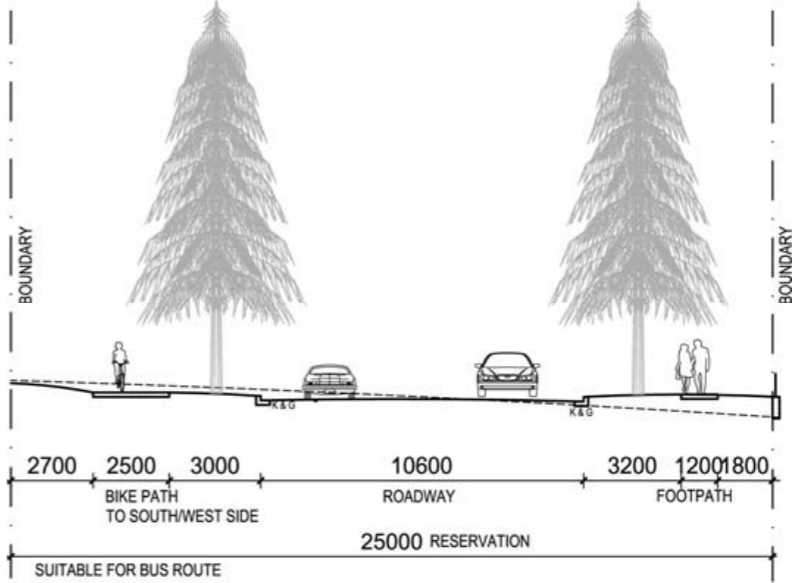 BOUNDARY
BOUNDARY
K & G
K & G
2700 2500 3000 10600 3200 1200 1800
BIKE PATH
TO SOUTH/WEST SIDE
ROADWAY
FOOTPATH
25000 RESERVATION
SUITABLE FOR BUS ROUTE